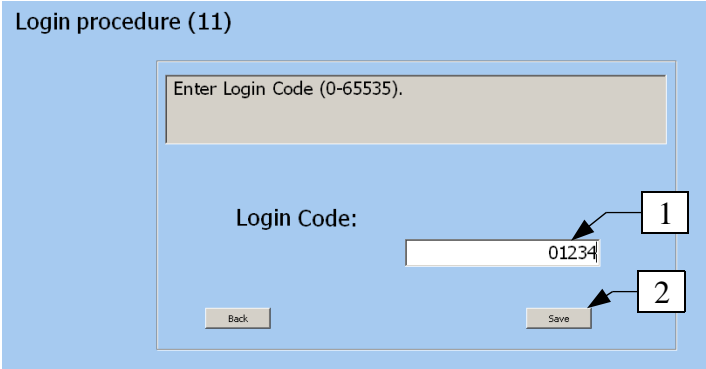 Login procedure (11)
Enter Login Code (0-65535).
Login Code:
1
01234
2
Back
Save